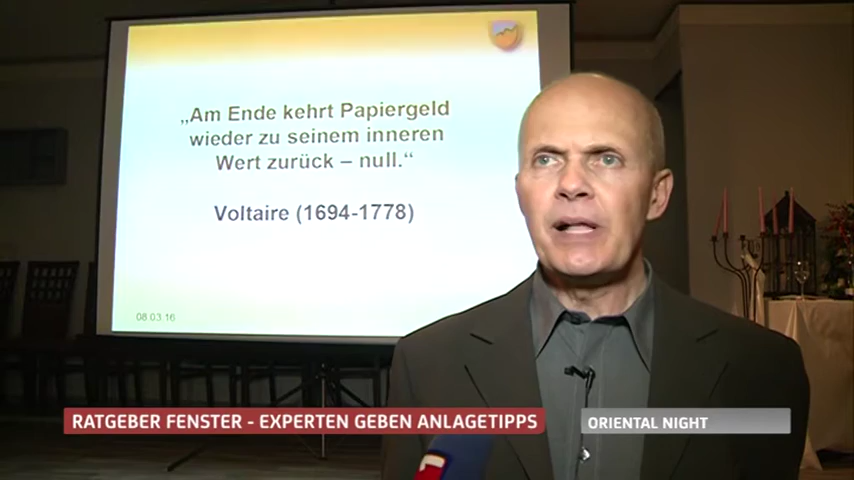 „Am Ende kehrt Papiergeld
wieder zu seinem inneren
Wert zurück – null.“
Voltaire (1694-1778)
08.03.16
RATGEBER FENSTER - EXPERTEN GEBEN ANLAGETIPPS
ORIENTAL NIGHT